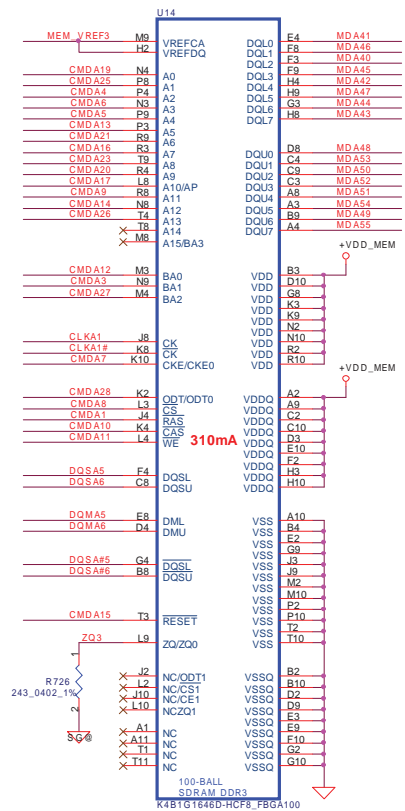 U14
MEM_VREF3 M9 VREFCA
H2 VREFDQ
CMDA19 N4 A0
CMDA25 P8 A1
CMDA4 P4 A2
CMDA6 N3 A3
CMDA5 P9 A4
CMDA13 P3 A5
CMDA21 R9 A6
CMDA16 R3 A7
CMDA23 T9 A8
CMDA20 R4 A9
CMDA17 L8 A10/AP
CMDA9 R8 A11
CMDA14 N8 A12
CMDA26 T4 A13
T8 A14
M8 A15/BA3
CMDA12 M3 BA0
CMDA3 N9 BA1
CMDA27 M4 BA2
CLKA1 J8 CK
CLKA1# K8 CK
CMDA7 K10 CKE/CKE0
CMDA28 K2 ODT/ODT0
CMDA8 L3 CS
CMDA1 J4 RAS
CMDA10 K4 CAS
CMDA11 L4 WE
310mA
DQSA5 F4 DQSL
DQSA6 C8 DQSU
DQMA5 E8 DML
DQMA6 D4 DMU
DQSA#5 G4 DQSL
DQSA#6 B8 DQSU
CMDA15 T3 RESET
ZQ3 L9 ZQ/ZQ0
1
R726
243_0402_1%
2
SG@
J2 NC/ODT1
L2 NC/CS1
J10 NC/CE1
L10 NCZQ1
A1 NC
A11 NC
T1 NC
T11 NC
DQL0 E4 MDA41
DQL1 F8 MDA46
DQL2 F3 MDA40
DQL3 F9 MDA45
DQL4 H4 MDA42
DQL5 H9 MDA47
DQL6 G3 MDA44
DQL7 H8 MDA43
DQU0 D8 MDA48
DQU1 C4 MDA53
DQU2 C9 MDA50
DQU3 C3 MDA52
DQU4 A8 MDA51
DQU5 A3 MDA54
DQU6 B9 MDA49
DQU7 A4 MDA55
+VDD_MEM
VDD B3
VDD D10
VDD G8
VDD K3
VDD K9
VDD N2
VDD N10
VDD R2
VDD R10
+VDD_MEM
VDDQ A2
VDDQ A9
VDDQ C2
VDDQ C10
VDDQ D3
VDDQ E10
VDDQ F2
VDDQ H3
VDDQ H10
VSS A10
VSS B4
VSS E2
VSS G9
VSS J3
VSS J9
VSS M2
VSS M10
VSS P2
VSS P10
VSS T2
VSS T10
VSSQ B2
VSSQ B10
VSSQ D2
VSSQ D9
VSSQ E3
VSSQ E9
VSSQ F10
VSSQ G2
VSSQ G10
100-BALL
SDRAM DDR3
K4B1G1646D-HCF8_FBGA100